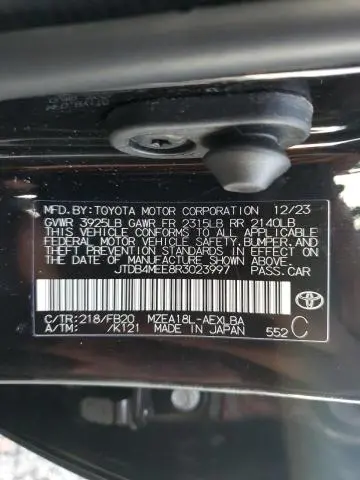 MFD.BY:TOYOTA MOTOR CORPORATION 12/23
GVWR 3925LB GAWR FR 2315LB RR 2140LB
THIS VEHICLE CONFORMS TO ALL APPLICABLE
FEDERAL MOTOR VEHICLE SAFETY,BUMPER,AND
THEFT PREVENTION STANDARDS IN EFFECT ON
THE DATE OF MANUFACTURE SHOWN ABOVE.
JTDB4MEE8R3023997 PASS.CAR
C/TR:218/FB20 MZEA18L-AEXLBA
A/TM: /K121 MADE IN JAPAN 552 C